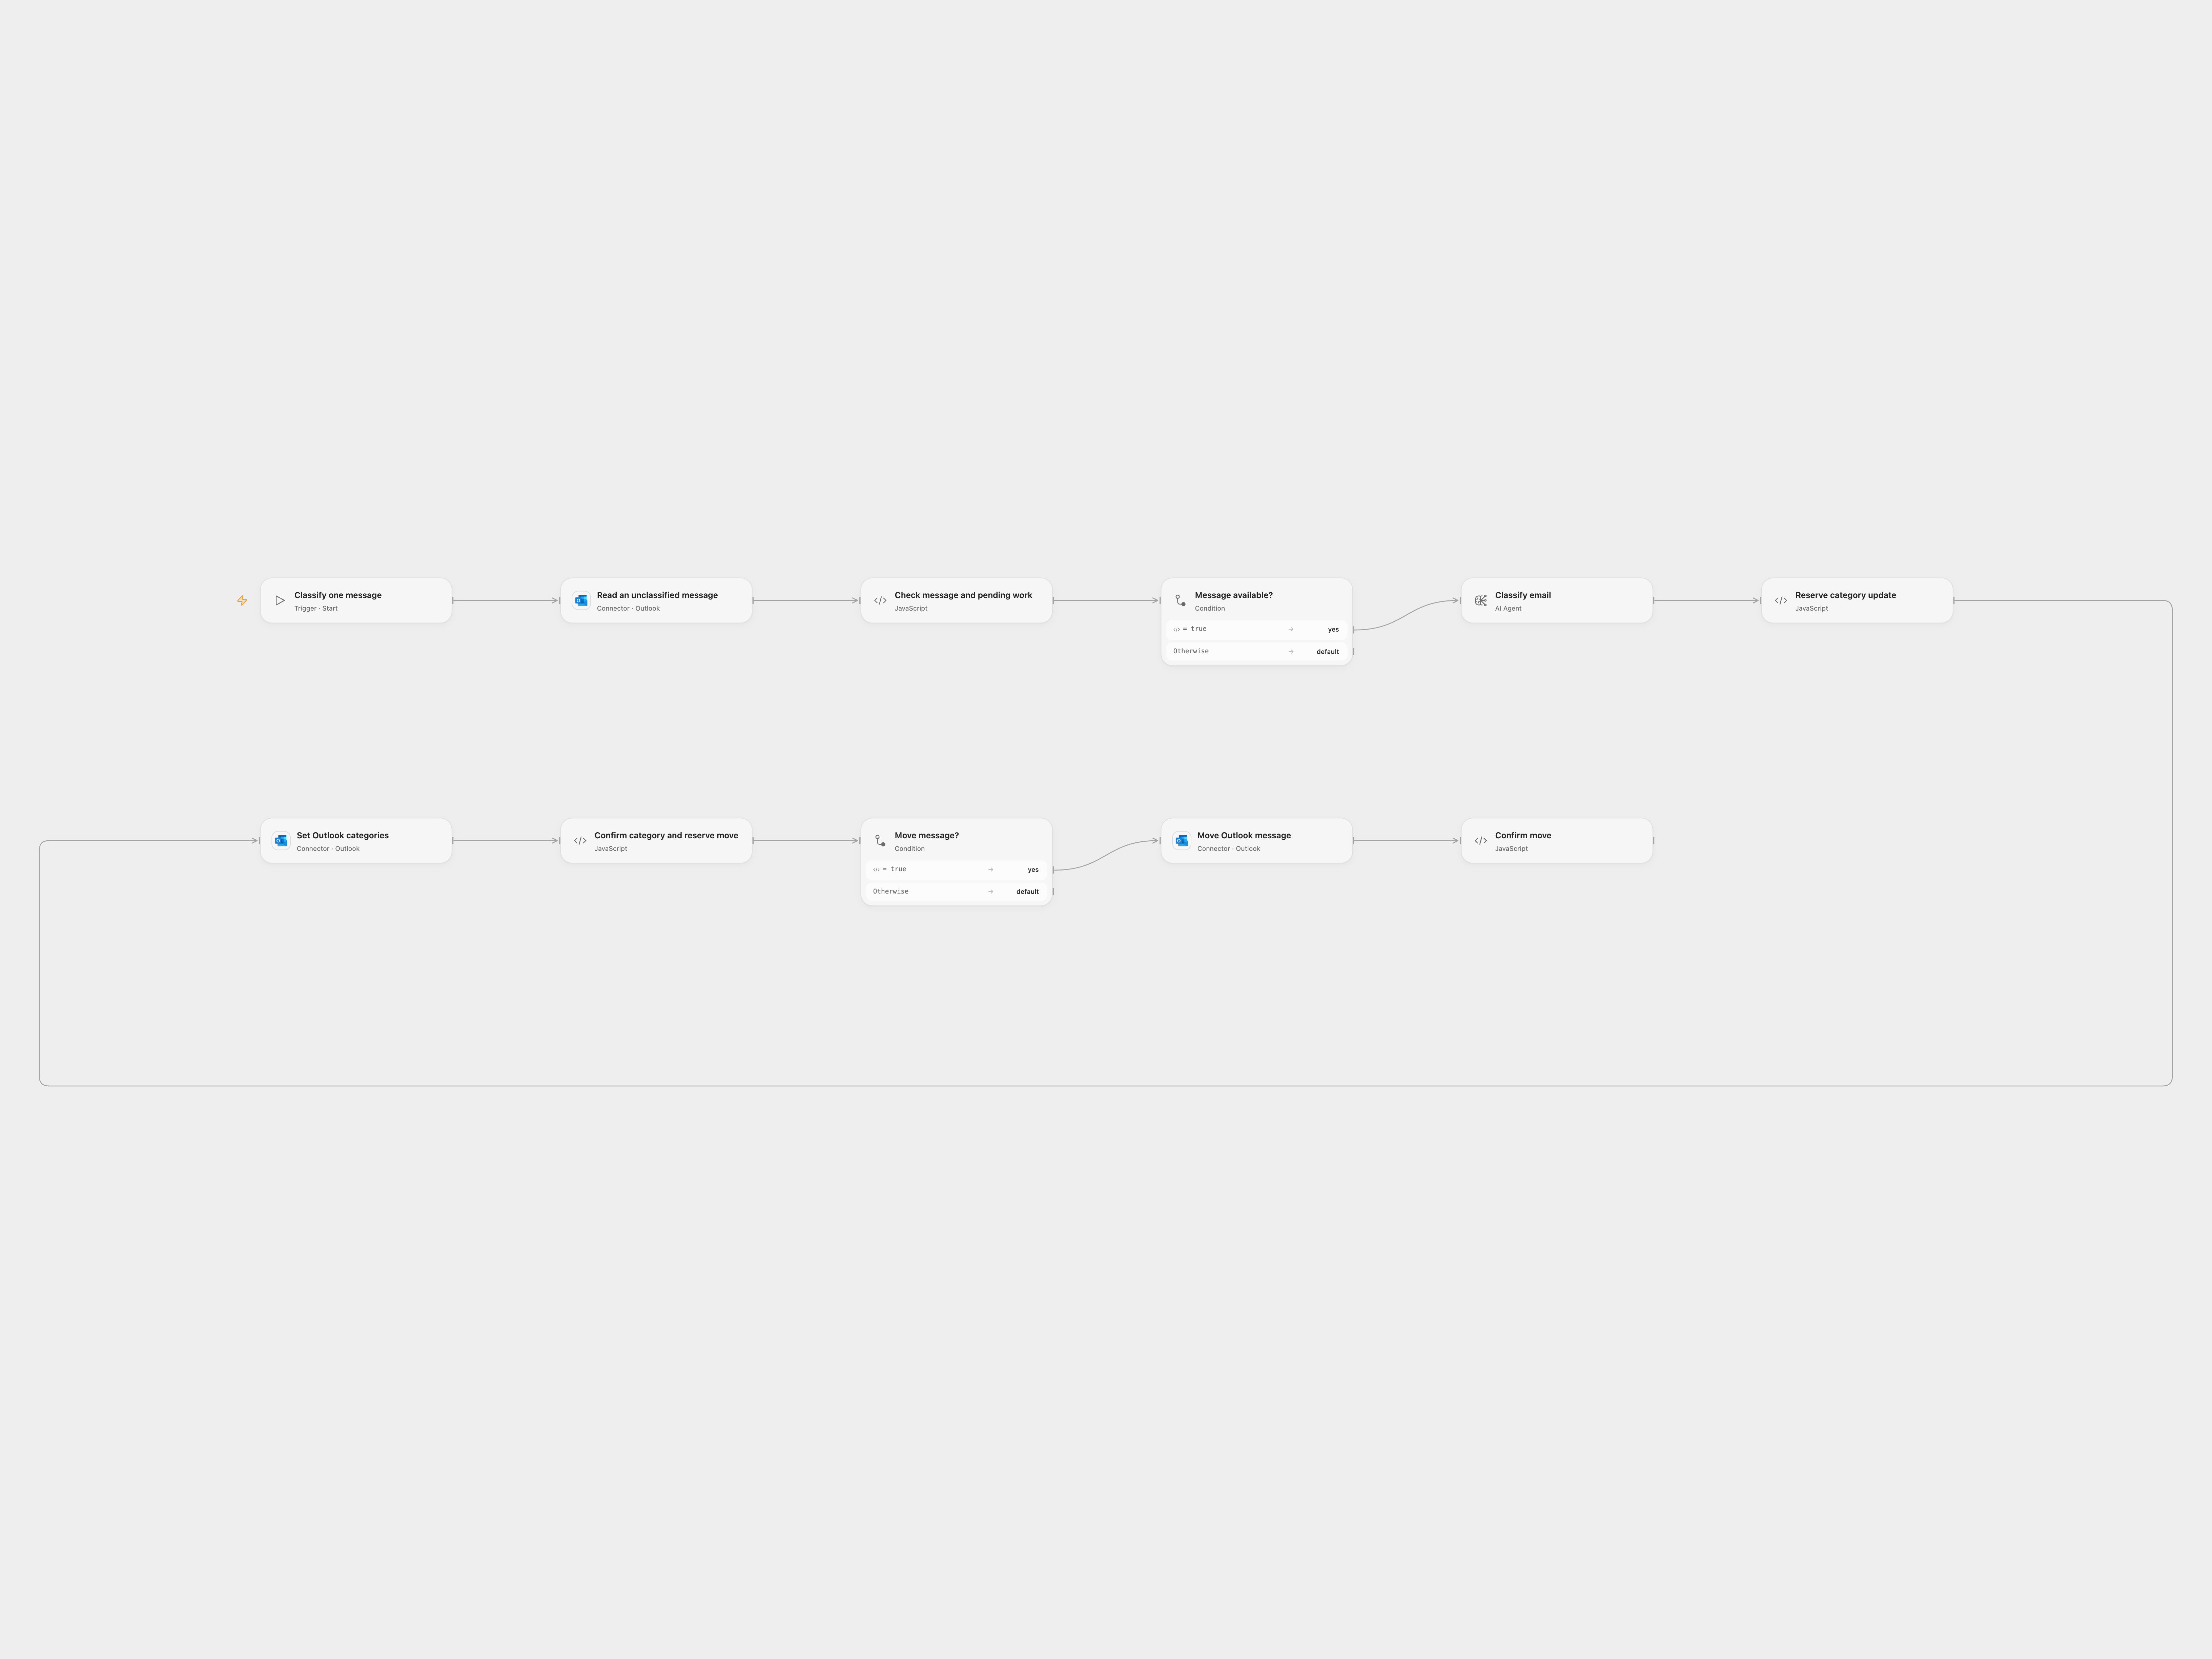 Classify one message
Trigger · Start
Read an unclassified message
Connector · Outlook
Check message and pending work
JavaScript
Message available?
Condition
= true → yes
Otherwise → default
Classify email
AI Agent
Reserve category update
JavaScript
Set Outlook categories
Connector · Outlook
Confirm category and reserve move
JavaScript
Move message?
Condition
= true → yes
Otherwise → default
Move Outlook message
Connector · Outlook
Confirm move
JavaScript